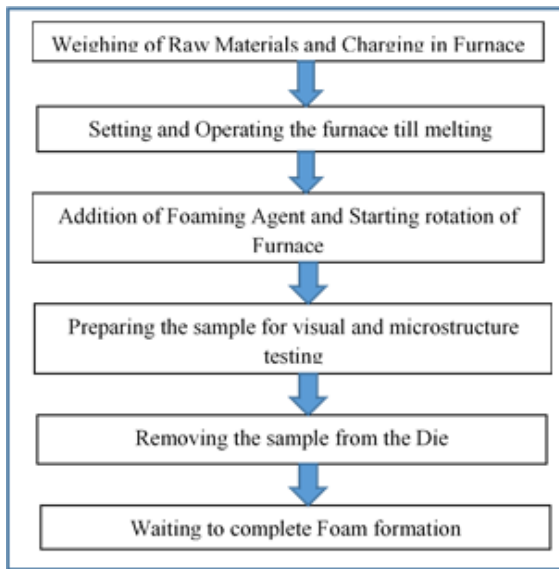 Weighing of Raw Materials and Charging in Furnace
Setting and Operating the furnace till melting
Addition of Foaming Agent and Starting rotation of
Furnace
Preparing the sample for visual and microstructure
testing
Removing the sample from the Die
Waiting to complete Foam formation